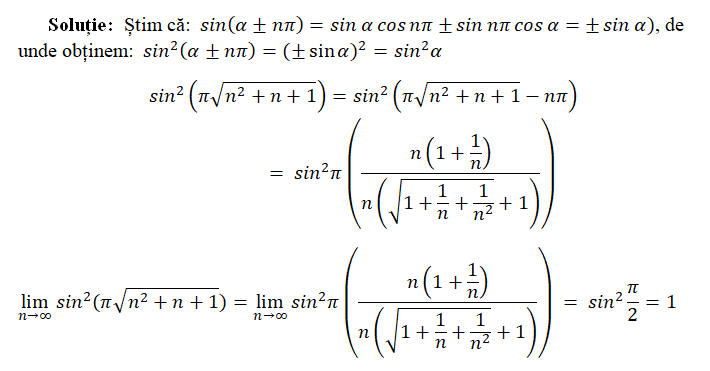 Soluție: Știm că: sin(α ± nπ) = sin α cos nπ ± sin nπ cos α = ± sin α), de
unde obținem: sin²(α ± nπ) = (± sin α)² = sin²α
sin²(π√(n² + n + 1)) = sin²(π√(n² + n + 1) − nπ)
= sin²π( n(1 + 1/n) / n(√(1 + 1/n + 1/n²) + 1) )
lim n→∞ sin²(π√(n² + n + 1)) = lim n→∞ sin²π( n(1 + 1/n) / n(√(1 + 1/n + 1/n²) + 1) ) = sin² π/2 = 1